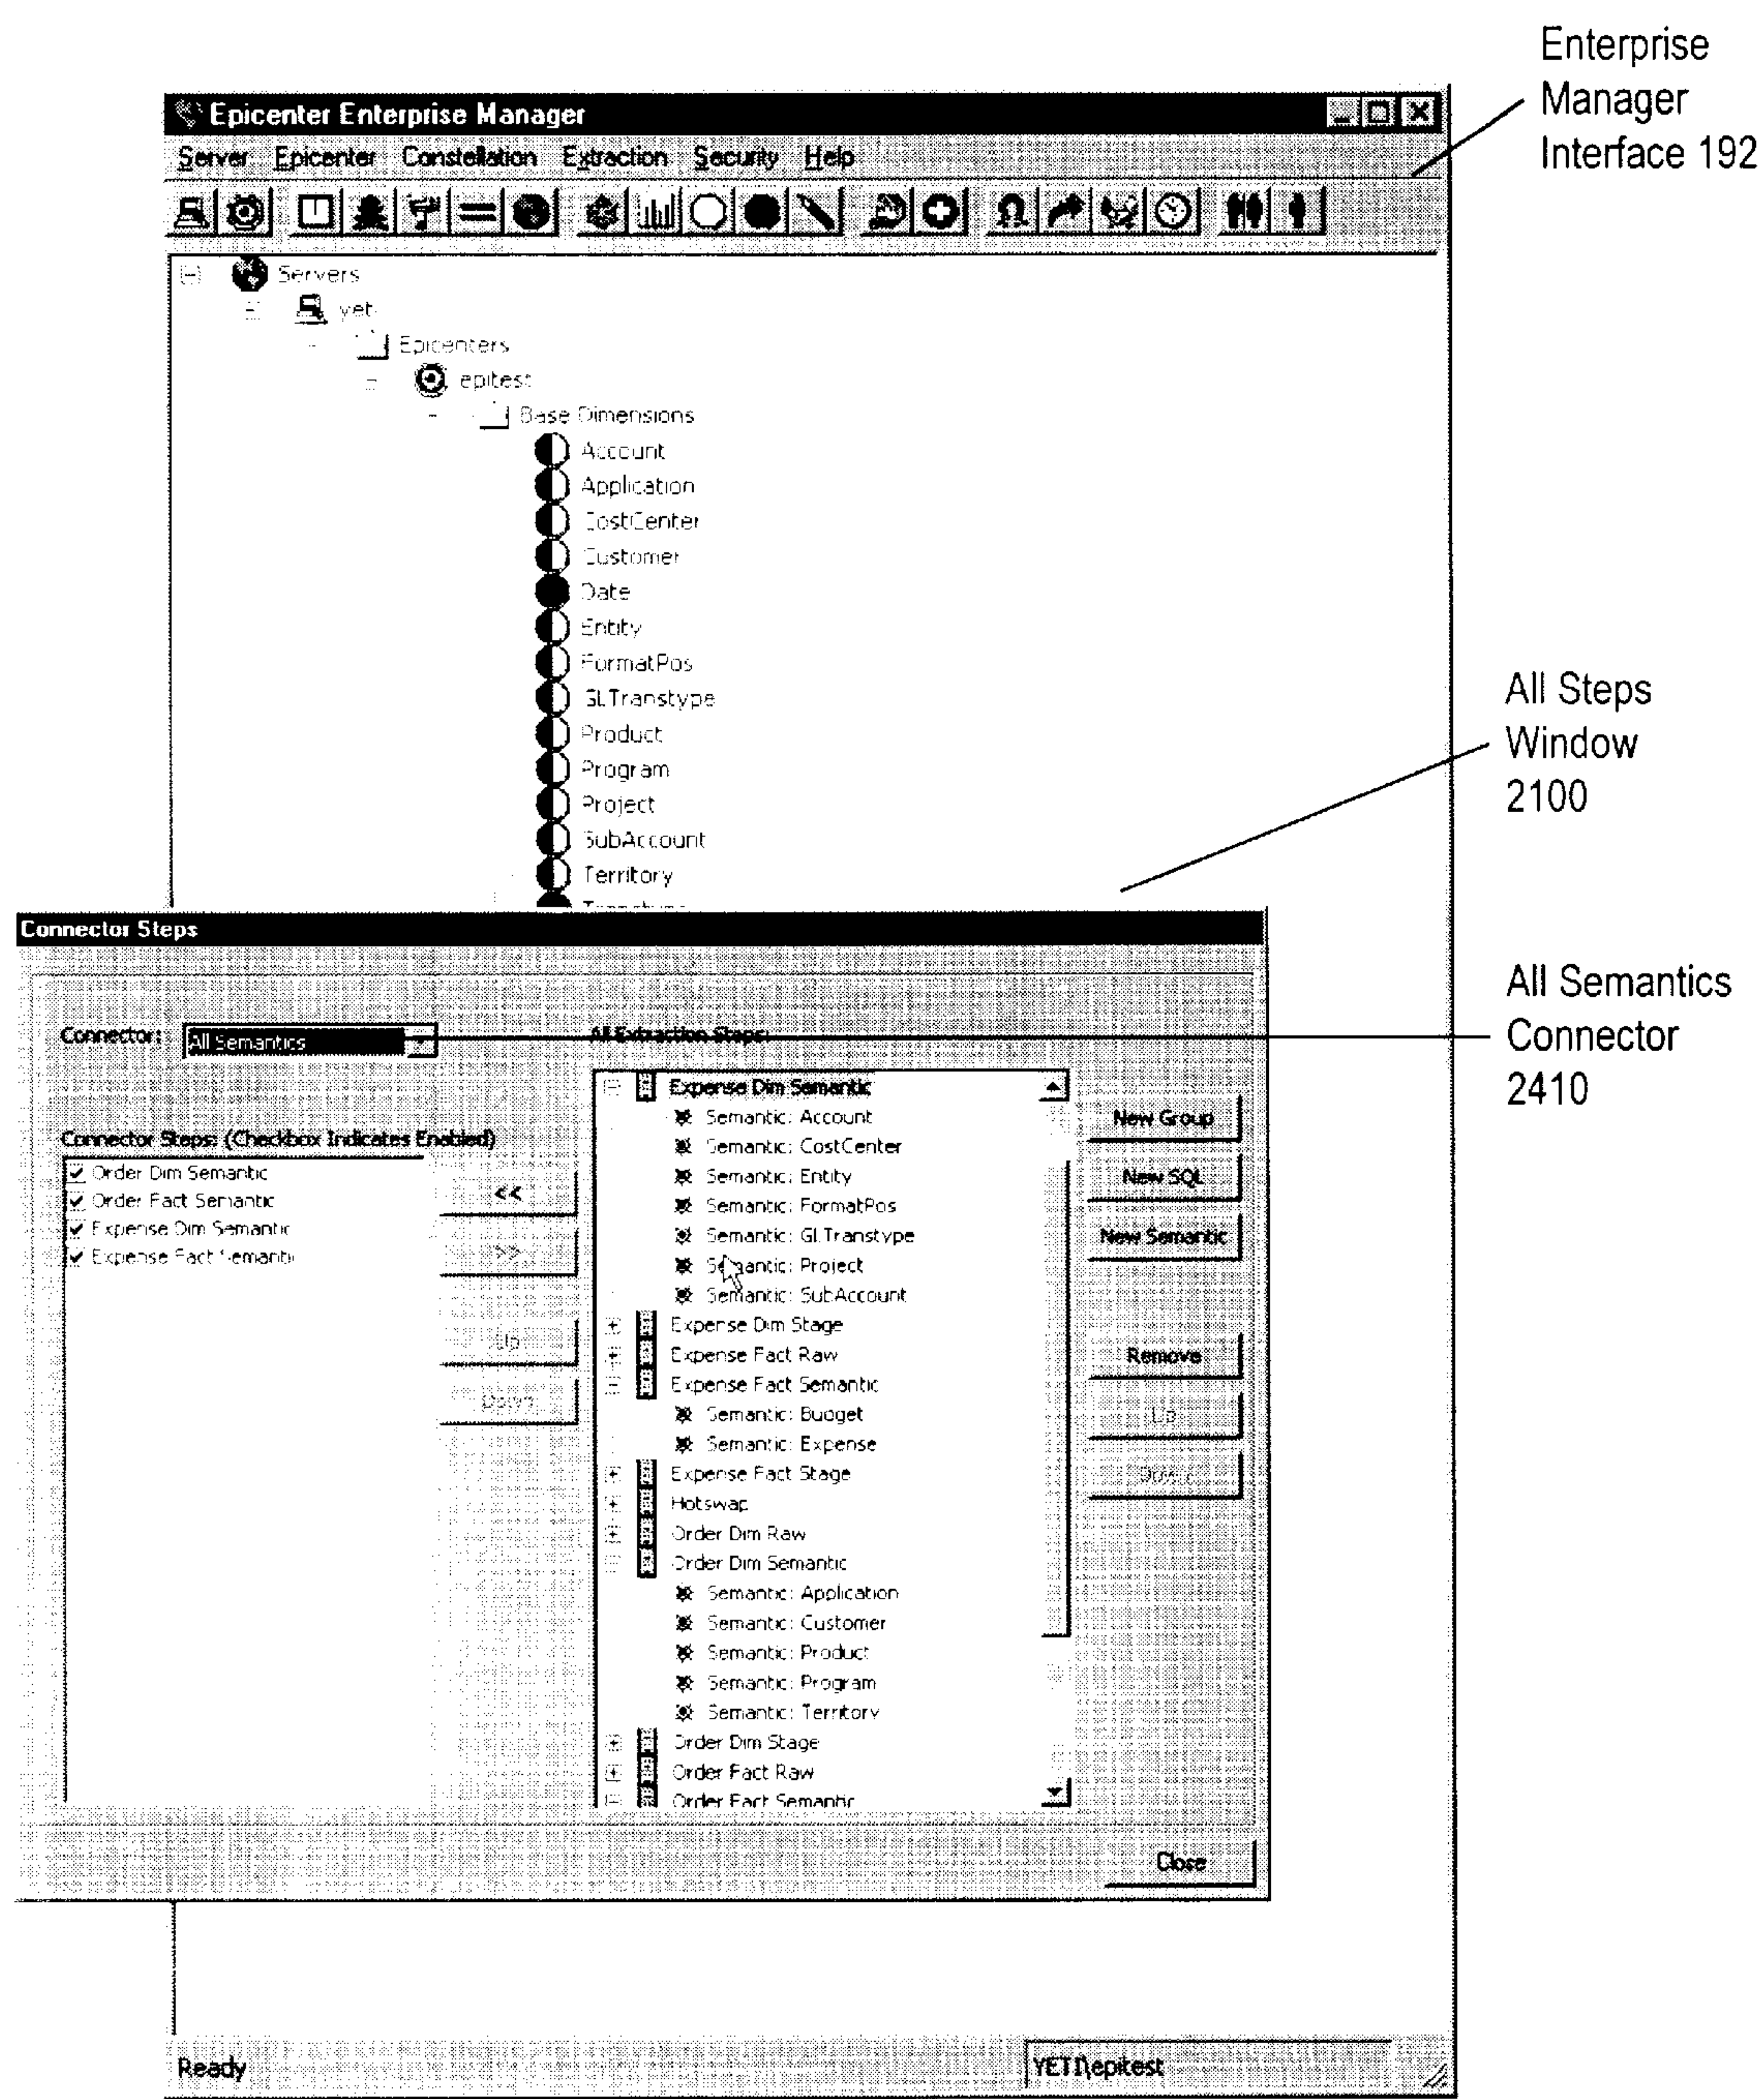 Enterprise
Manager
Interface 192
Epicenter Enterprise Manager
Server Epicenter Constellation Extraction Security Help
Servers
yeti
Epicenters
epitest
Base Dimensions
Account
Application
CostCenter
Customer
Date
Entity
FormatPos
GLTranstype
Product
Program
Project
SubAccount
Territory
All Steps
Window
2100
Connector Steps
All Semantics
Connector
2410
Connector: All Semantics
All Extraction Steps:
Connector Steps: (Checkbox Indicates Enabled)
Order Dim Semantic
Order Fact Semantic
Expense Dim Semantic
Expense Fact Semantic
<<
>>
Up
Down
Expense Dim Semantic
Semantic: Account
Semantic: CostCenter
Semantic: Entity
Semantic: FormatPos
Semantic: GLTranstype
Semantic: Project
Semantic: SubAccount
Expense Dim Stage
Expense Fact Raw
Expense Fact Semantic
Semantic: Budget
Semantic: Expense
Expense Fact Stage
Hotswap
Order Dim Raw
Order Dim Semantic
Semantic: Application
Semantic: Customer
Semantic: Product
Semantic: Program
Semantic: Territory
Order Dim Stage
Order Fact Raw
Order Fact Semantic
New Group
New SQL
New Semantic
Remove
Up
Down
Close
Ready
YETI\epitest